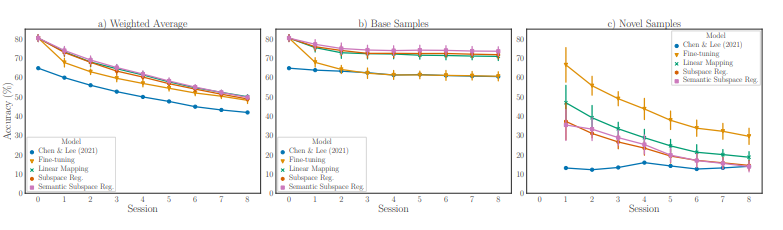 a) Weighted Average
b) Base Samples
c) Novel Samples
Accuracy (%)
80
70
60
50
40
30
20
10
0
Model
Chen & Lee (2021)
Fine-tuning
Linear Mapping
Subspace Reg.
Semantic Subspace Reg.
0 1 2 3 4 5 6 7 8
Session
80
70
60
50
40
30
20
10
0
Model
Chen & Lee (2021)
Fine-tuning
Linear Mapping
Subspace Reg.
Semantic Subspace Reg.
0 1 2 3 4 5 6 7 8
Session
80
70
60
50
40
30
20
10
0
Model
Chen & Lee (2021)
Fine-tuning
Linear Mapping
Subspace Reg.
Semantic Subspace Reg.
0 1 2 3 4 5 6 7 8
Session